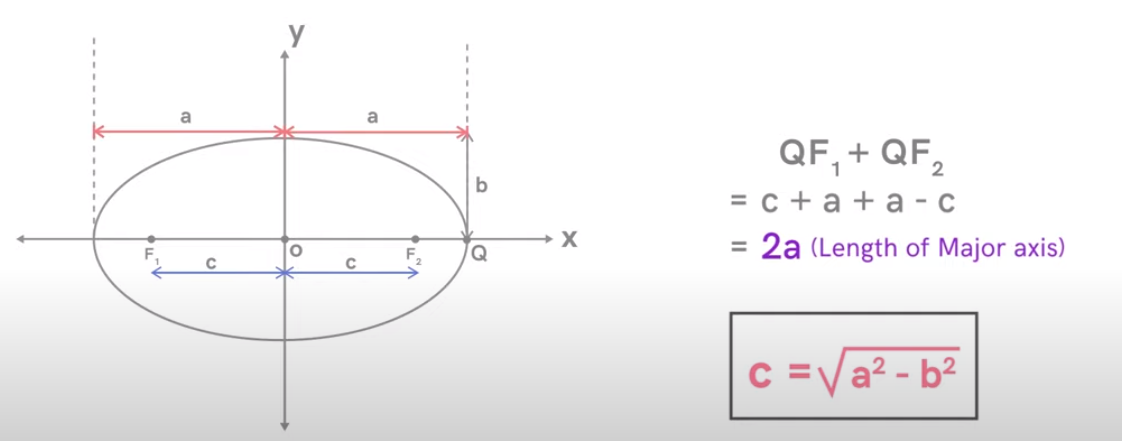 y
a a
b
x
F₁ O F₂ Q
c c
QF₁ + QF₂
= c + a + a - c
= 2a (Length of Major axis)
c = √a² - b²